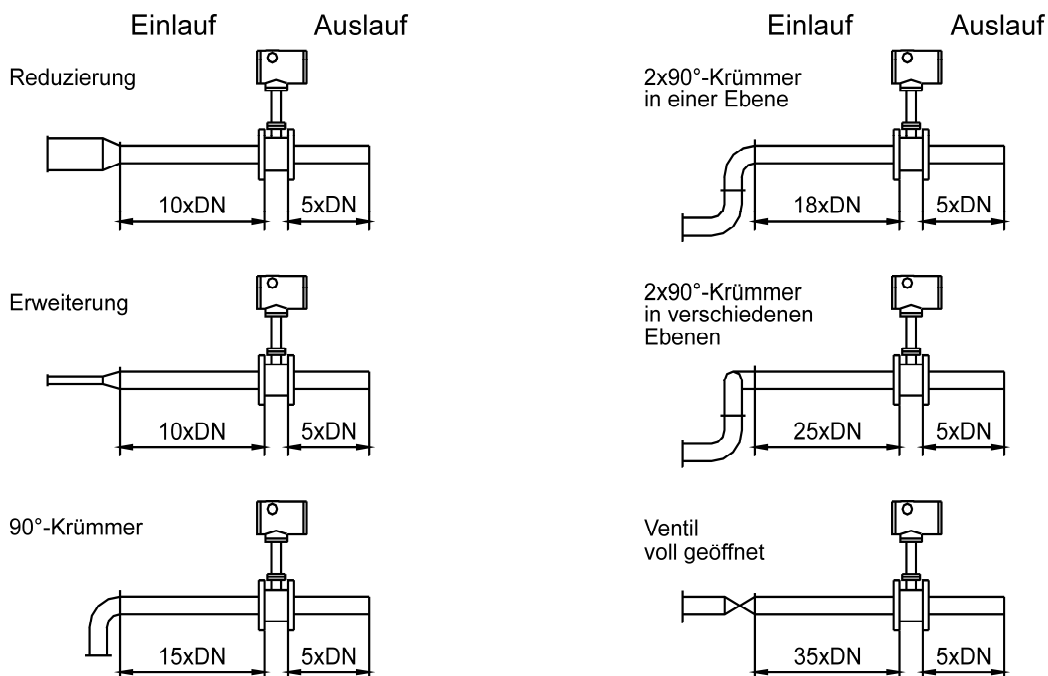 Einlauf
Auslauf
Reduzierung
10xDN
5xDN
Erweiterung
10xDN
5xDN
90°-Krümmer
15xDN
5xDN
Einlauf
Auslauf
2x90°-Krümmer
in einer Ebene
18xDN
5xDN
2x90°-Krümmer
in verschiedenen
Ebenen
25xDN
5xDN
Ventil
voll geöffnet
35xDN
5xDN